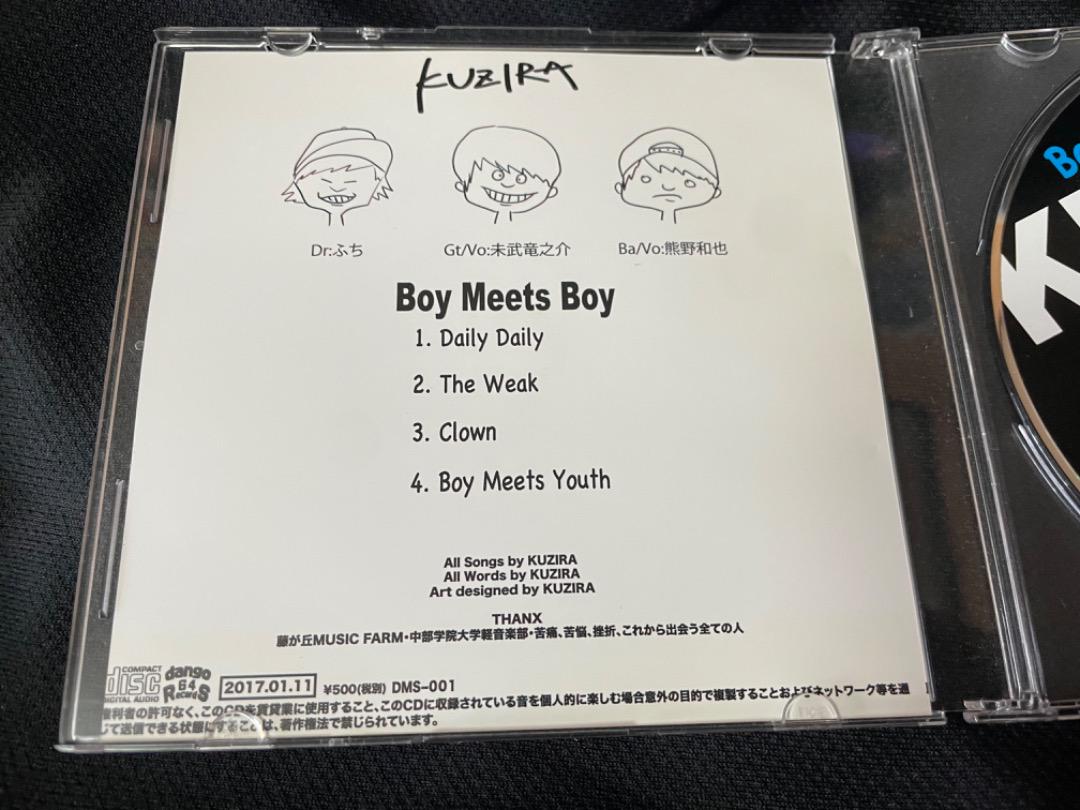 KUZIRA
Dr:ふち
Gt/Vo:末武竜之介
Ba/Vo:熊野和也
Boy Meets Boy
1. Daily Daily
2. The Weak
3. Clown
4. Boy Meets Youth
All Songs by KUZIRA
All Words by KUZIRA
Art designed by KUZIRA
THANX
藤が丘MUSIC FARM・中部学院大学軽音楽部・苦痛、苦悩、挫折、これから出会う全ての人
COMPACT
disc
DIGITAL AUDIO
dango
64
RecordS
2017.01.11
¥500(税別) DMS-001
権利者の許可なく、このCDを賃貸業に使用すること、このCDに収録されている音を個人的に楽しむ場合意外の目的で複製することおよびネットワーク等を通
じて送信できる状態にすることは、著作権法で禁じられています。
Bo
K